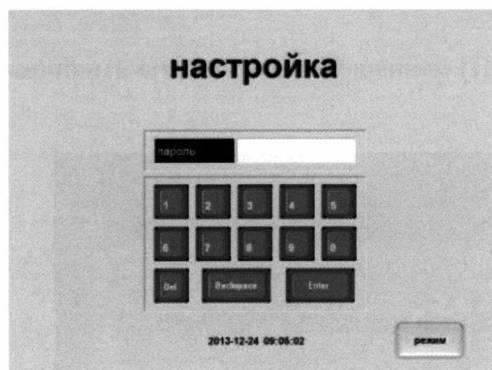 настройка
пароль
1 2 3 4 5
6 7 8 9 0
Del Backspace Enter
2013-12-24 09:05:02
режим